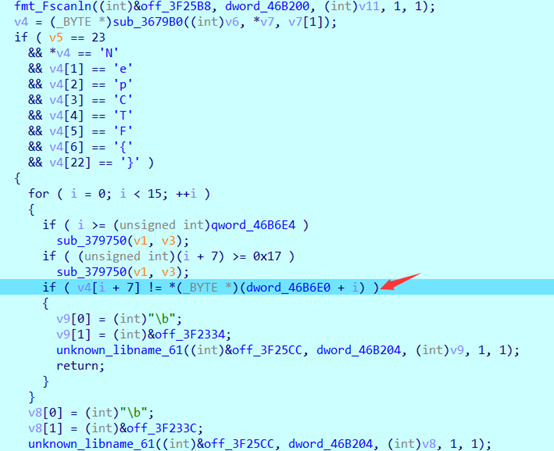 fmt_Fscanln((int)&off_3F25B8, dword_46B200, (int)v11, 1, 1);
v4 = (_BYTE *)sub_3679B0((int)v6, *v7, v7[1]);
if ( v5 == 23
&& *v4 == 'N'
&& v4[1] == 'e'
&& v4[2] == 'p'
&& v4[3] == 'C'
&& v4[4] == 'T'
&& v4[5] == 'F'
&& v4[6] == '{'
&& v4[22] == '}' )
{
for ( i = 0; i < 15; ++i )
{
if ( i >= (unsigned int)qword_46B6E4 )
sub_379750(v1, v3);
if ( (unsigned int)(i + 7) >= 0x17 )
sub_379750(v1, v3);
if ( v4[i + 7] != *(_BYTE *)(dword_46B6E0 + i) )
{
v9[0] = (int)"\b";
v9[1] = (int)&off_3F2334;
unknown_libname_61((int)&off_3F25CC, dword_46B204, (int)v9, 1, 1);
return;
}
}
v8[0] = (int)"\b";
v8[1] = (int)&off_3F233C;
unknown_libname_61((int)&off_3F25CC, dword_46B204, (int)v8, 1, 1);